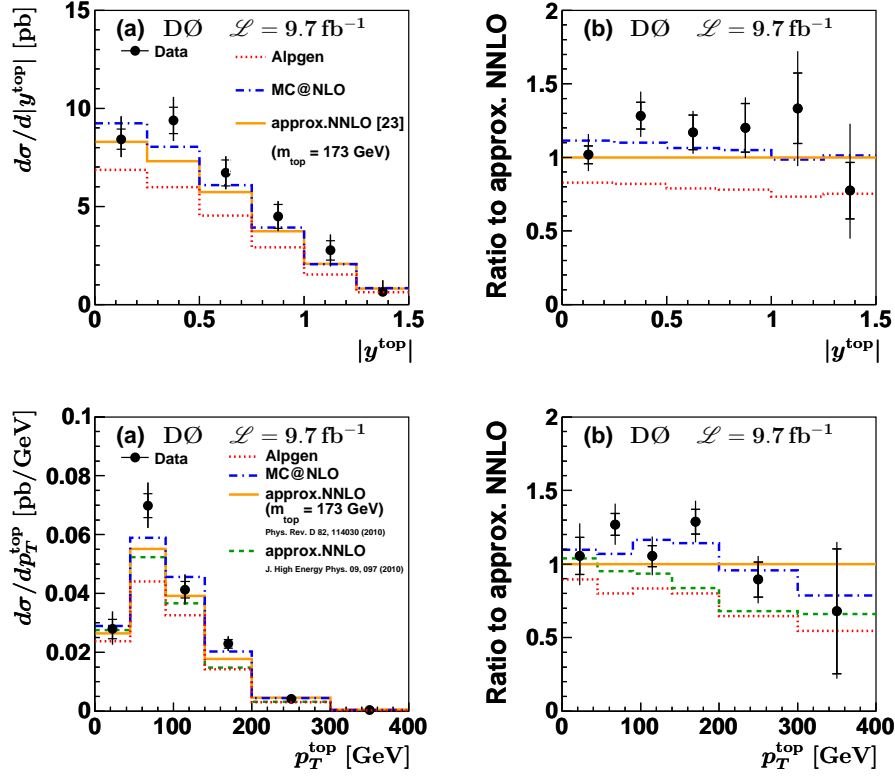 dσ/d|y^top| [pb]
(a) DØ ℒ = 9.7 fb⁻¹
Data
Alpgen
MC@NLO
approx.NNLO [23]
(m_top = 173 GeV)
15
10
5
0
0 0.5 1 1.5
|y^top|
Ratio to approx. NNLO
(b) DØ ℒ = 9.7 fb⁻¹
2
1.5
1
0.5
0
0 0.5 1 1.5
|y^top|
dσ/dp_T^top [pb/GeV]
(a) DØ ℒ = 9.7 fb⁻¹
Data
Alpgen
MC@NLO
approx.NNLO
(m_top = 173 GeV)
Phys. Rev. D 82, 114030 (2010)
approx.NNLO
J. High Energy Phys. 09, 097 (2010)
0.1
0.08
0.06
0.04
0.02
0
0 100 200 300 400
p_T^top [GeV]
Ratio to approx. NNLO
(b) DØ ℒ = 9.7 fb⁻¹
2
1.5
1
0.5
0
0 100 200 300 400
p_T^top [GeV]